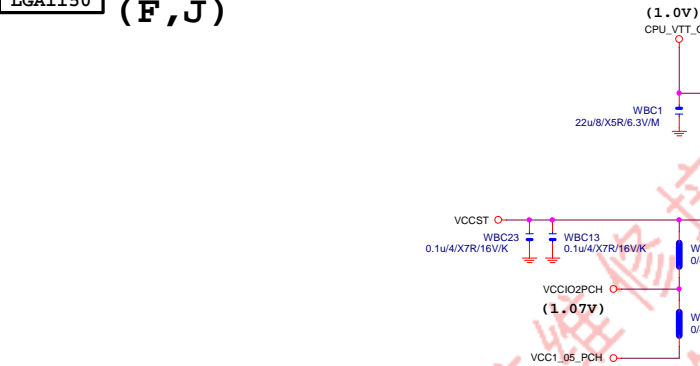 LGA1150
(F,J)
(1.0V)
WBC1
22u/8/X5R/6.3V/M
VCCST
WBC23
0.1u/4/X7R/16V/K
WBC13
0.1u/4/X7R/16V/K
VCCIO2PCH
(1.07V)
VCC1_05_PCH